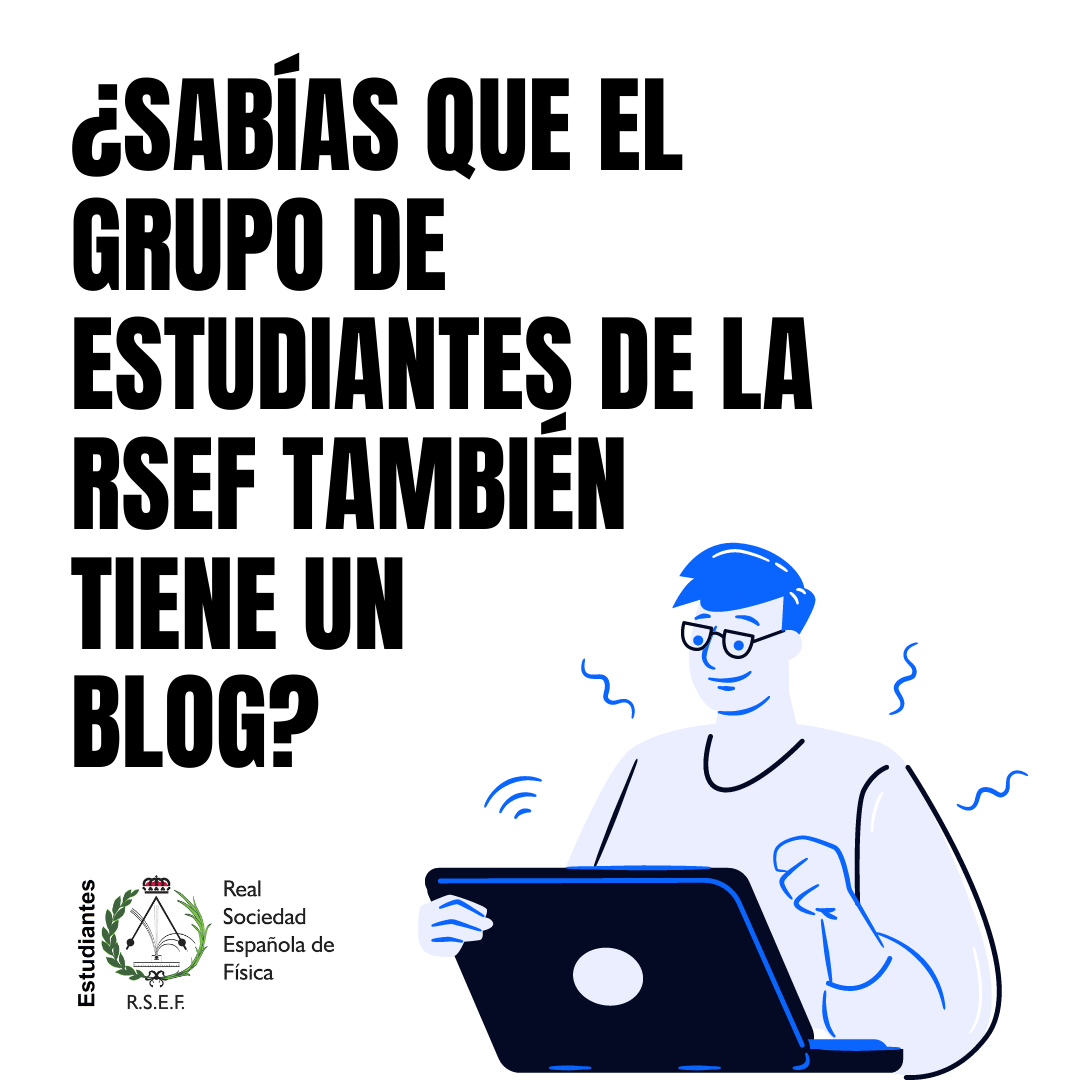 ¿SABÍAS QUE EL
GRUPO DE
ESTUDIANTES DE LA
RSEF TAMBIÉN
TIENE UN
BLOG?
Estudiantes
R.S.E.F.
Real
Sociedad
Española de
Física